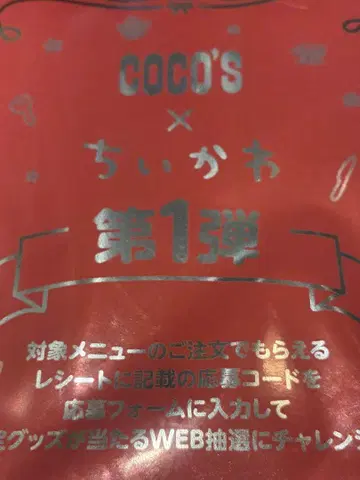 COCO'S
×
ちいかわ
第1弾
対象メニューのご注文でもらえる
レシートに記載の応募コードを
応募フォームに入力して
定グッズが当たるWEB抽選にチャレン